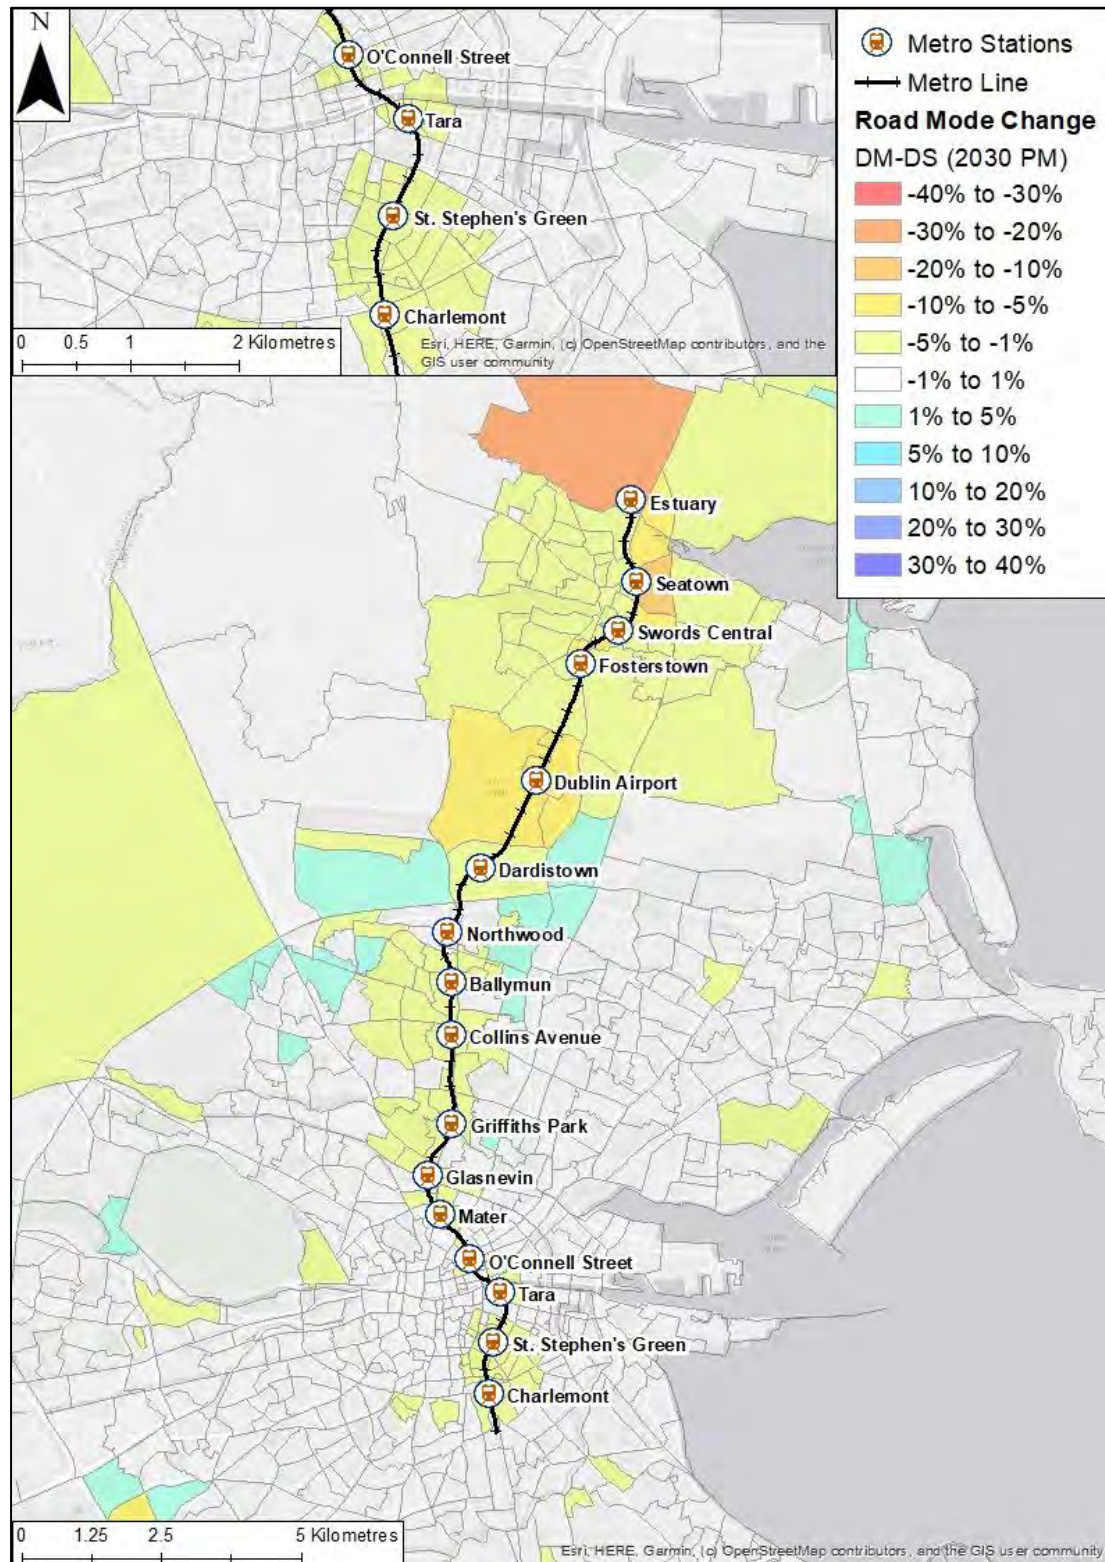 N
O'Connell Street
Tara
St. Stephen's Green
Charlemont
0 0.5 1 2 Kilometres
Esri, HERE, Garmin, (c) OpenStreetMap contributors, and the
GIS user community
Metro Stations
Metro Line
Road Mode Change
DM-DS (2030 PM)
-40% to -30%
-30% to -20%
-20% to -10%
-10% to -5%
-5% to -1%
-1% to 1%
1% to 5%
5% to 10%
10% to 20%
20% to 30%
30% to 40%
Estuary
Seatown
Swords Central
Fosterstown
Dublin Airport
Dardistown
Northwood
Ballymun
Collins Avenue
Griffiths Park
Glasnevin
Mater
O'Connell Street
Tara
St. Stephen's Green
Charlemont
0 1.25 2.5 5 Kilometres
Esri, HERE, Garmin, (c) OpenStreetMap contributors, and the GIS user community